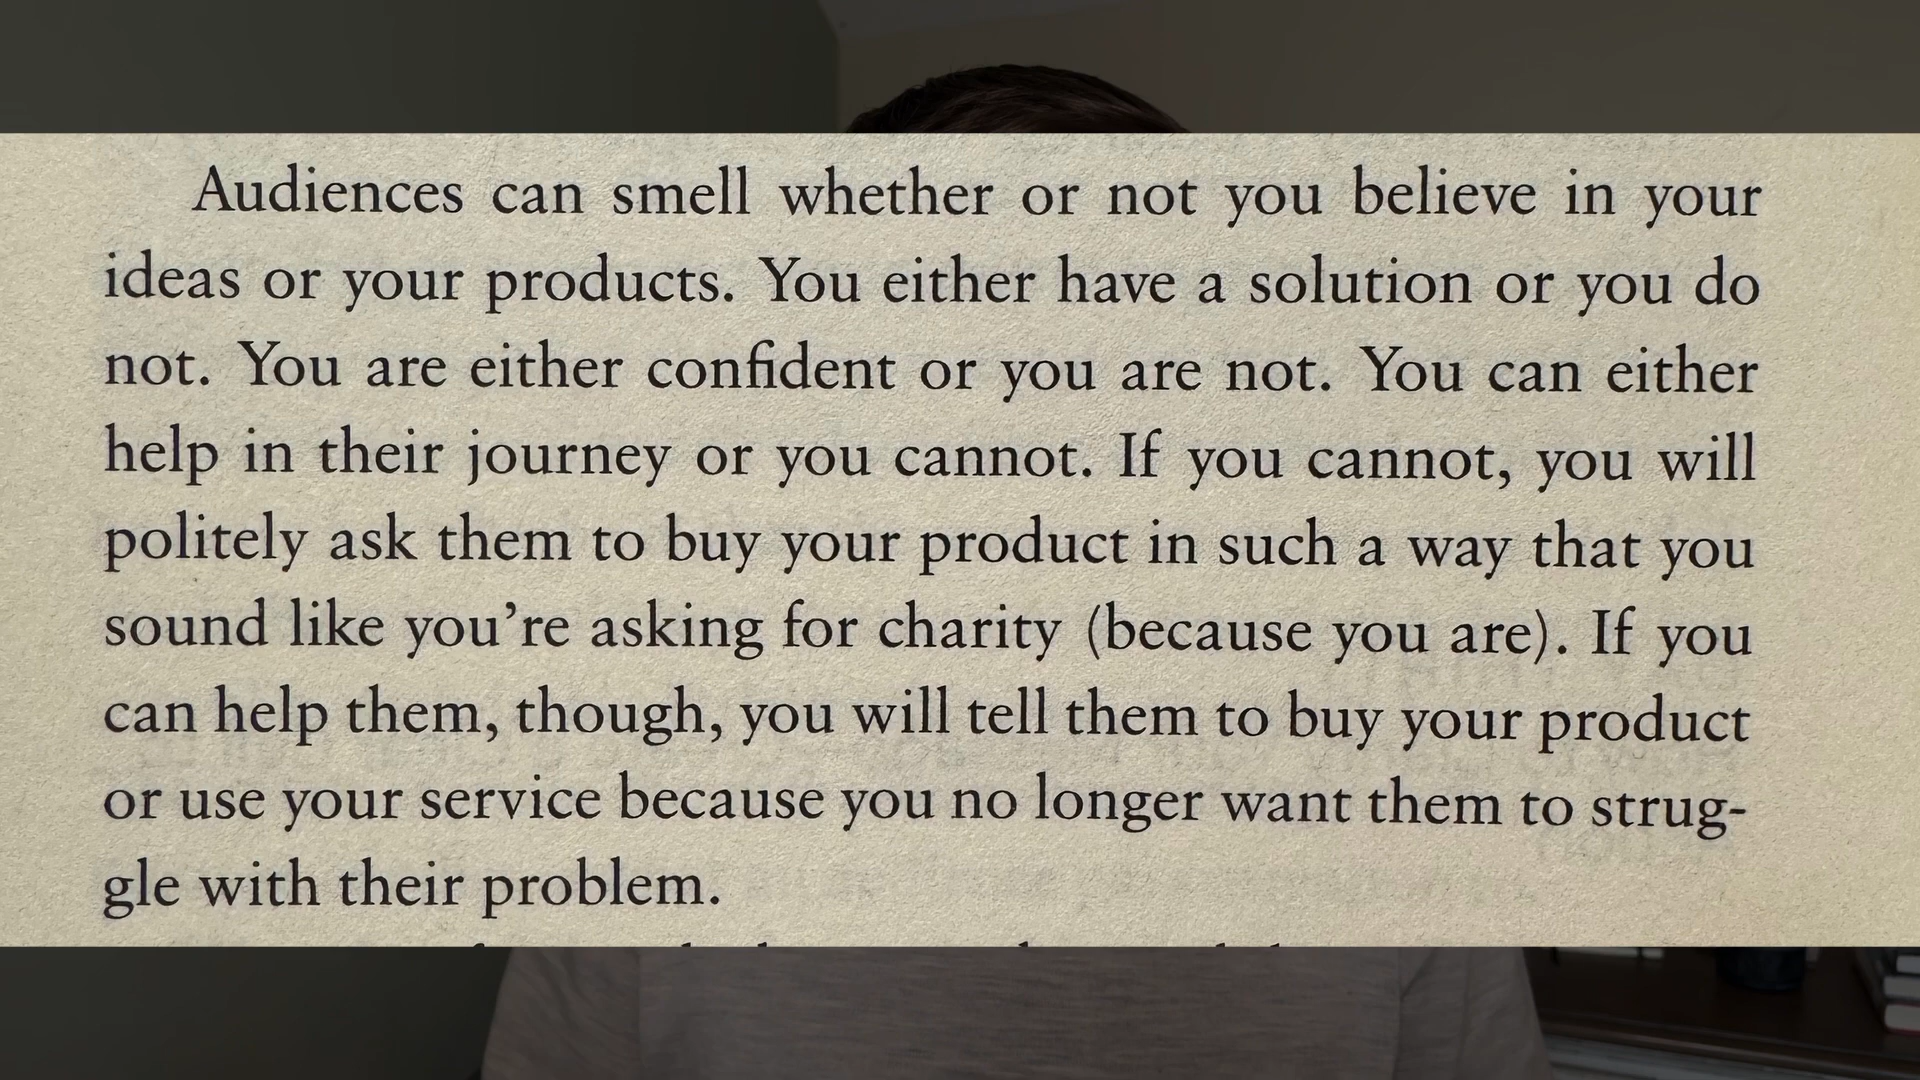 Audiences can smell whether or not you believe in your
ideas or your products. You either have a solution or you do
not. You are either confident or you are not. You can either
help in their journey or you cannot. If you cannot, you will
politely ask them to buy your product in such a way that you
sound like you’re asking for charity (because you are). If you
can help them, though, you will tell them to buy your product
or use your service because you no longer want them to strug-
gle with their problem.